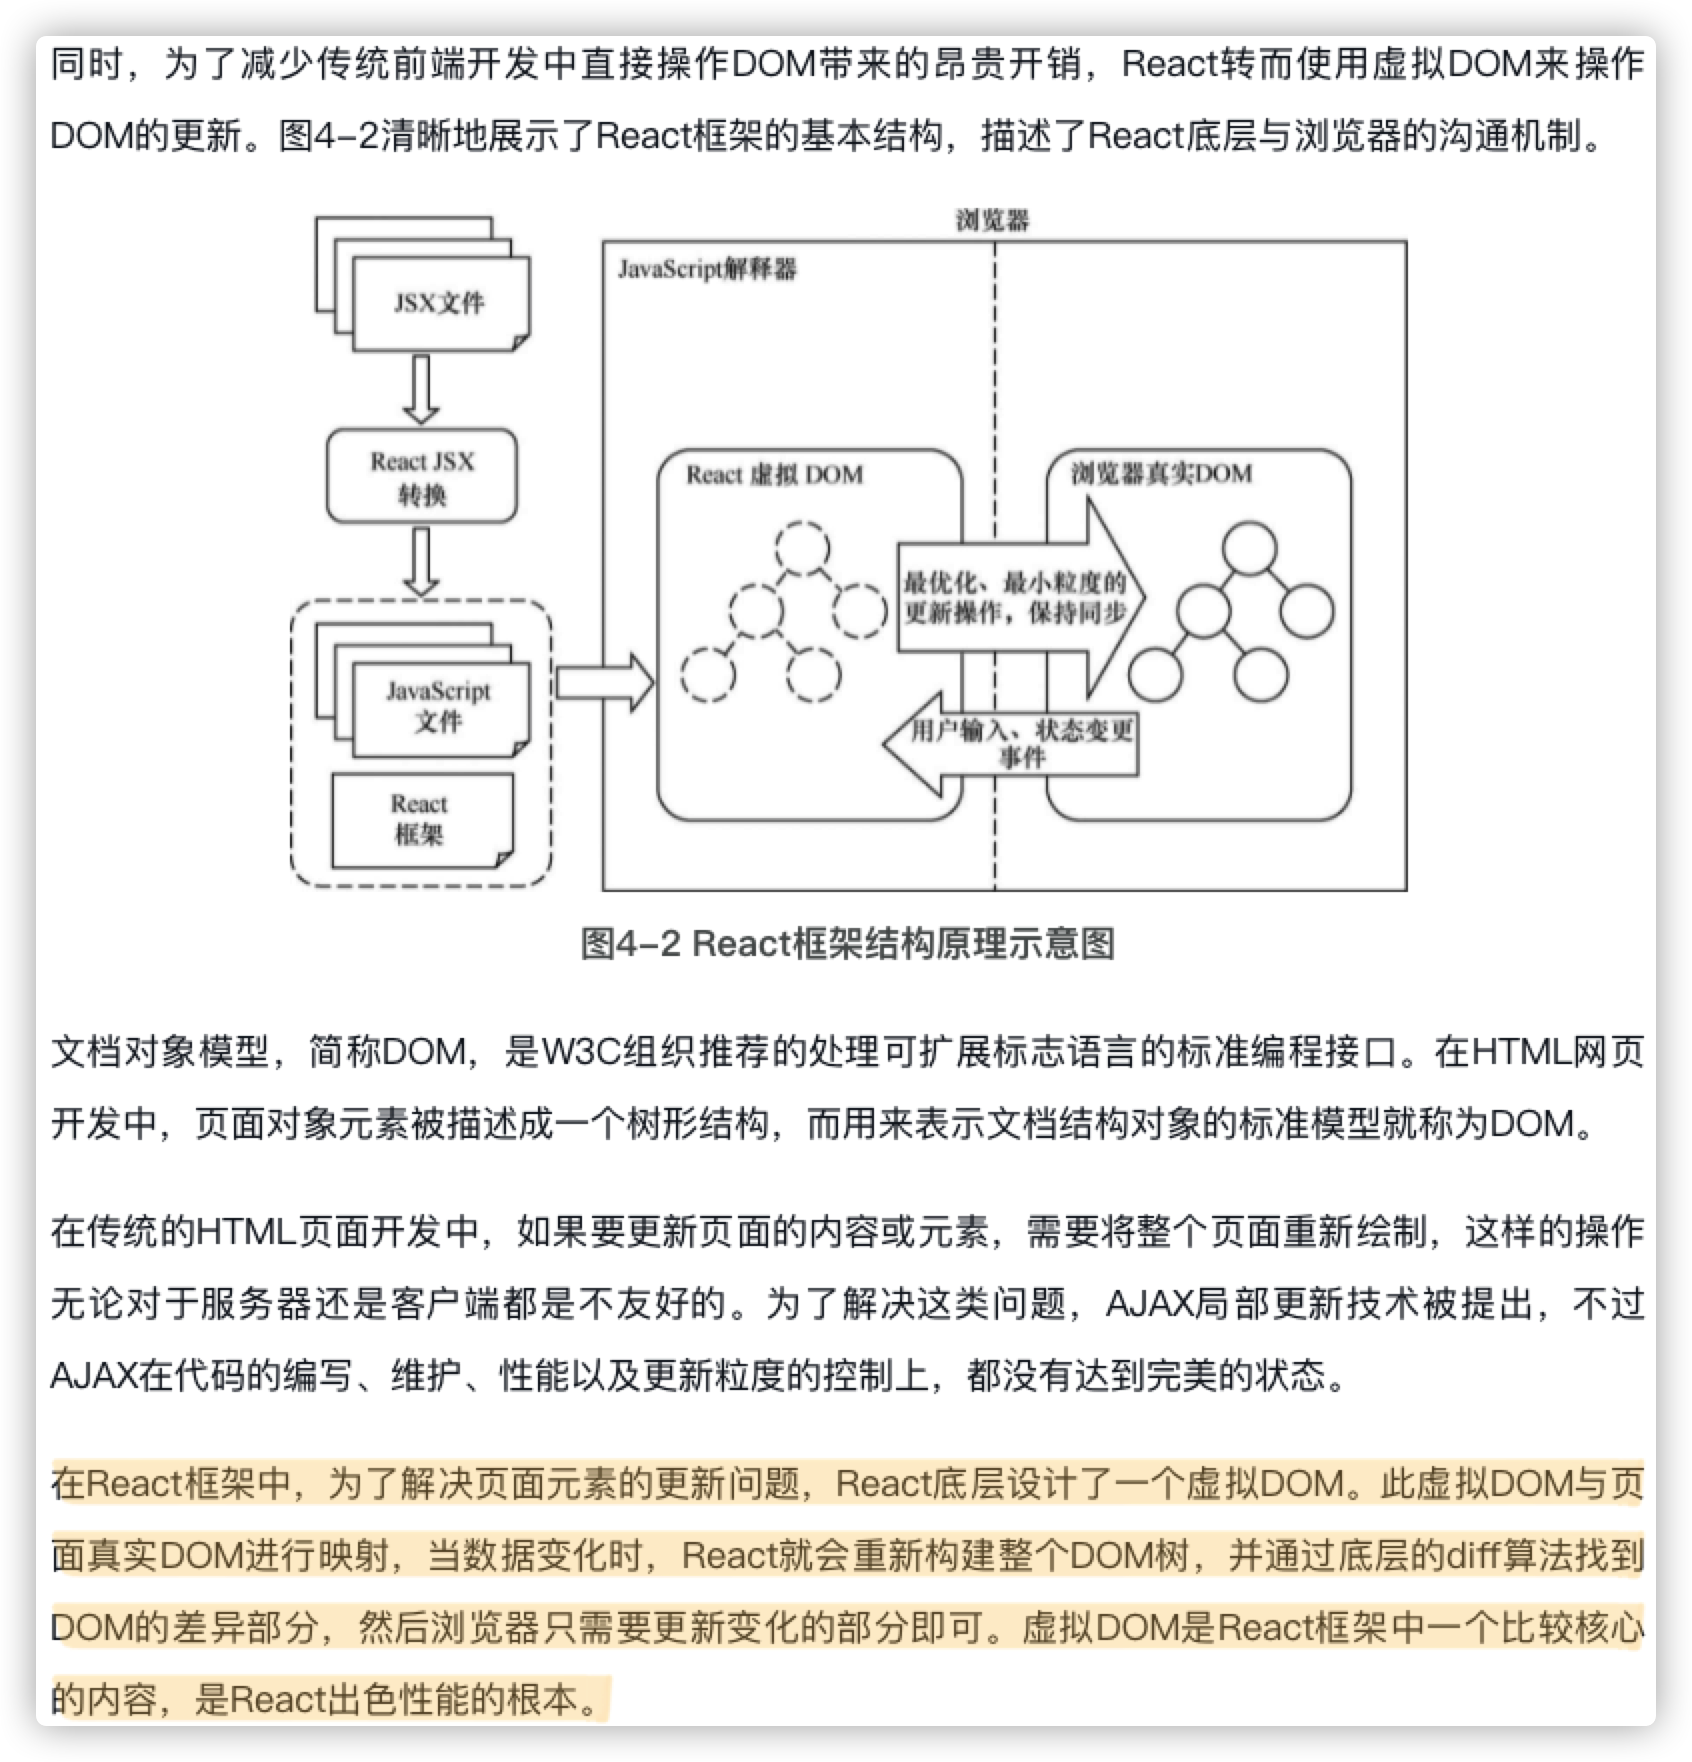 同时，为了减少传统前端开发中直接操作DOM带来的昂贵开销，React转而使用虚拟DOM来操作
DOM的更新。图4-2清晰地展示了React框架的基本结构，描述了React底层与浏览器的沟通机制。
浏览器
JavaScript解释器
JSX文件
React JSX
转换
React 虚拟 DOM
浏览器真实DOM
最优化、最小粒度的
更新操作，保持同步
JavaScript
文件
用户输入、状态变更
事件
React
框架
图4-2 React框架结构原理示意图
文档对象模型，简称DOM，是W3C组织推荐的处理可扩展标志语言的标准编程接口。在HTML网页
开发中，页面对象元素被描述成一个树形结构，而用来表示文档结构对象的标准模型就称为DOM。
在传统的HTML页面开发中，如果要更新页面的内容或元素，需要将整个页面重新绘制，这样的操作
无论对于服务器还是客户端都是不友好的。为了解决这类问题，AJAX局部更新技术被提出，不过
AJAX在代码的编写、维护、性能以及更新粒度的控制上，都没有达到完美的状态。
在React框架中，为了解决页面元素的更新问题，React底层设计了一个虚拟DOM。此虚拟DOM与页
面真实DOM进行映射，当数据变化时，React就会重新构建整个DOM树，并通过底层的diff算法找到
DOM的差异部分，然后浏览器只需要更新变化的部分即可。虚拟DOM是React框架中一个比较核心
的内容，是React出色性能的根本。